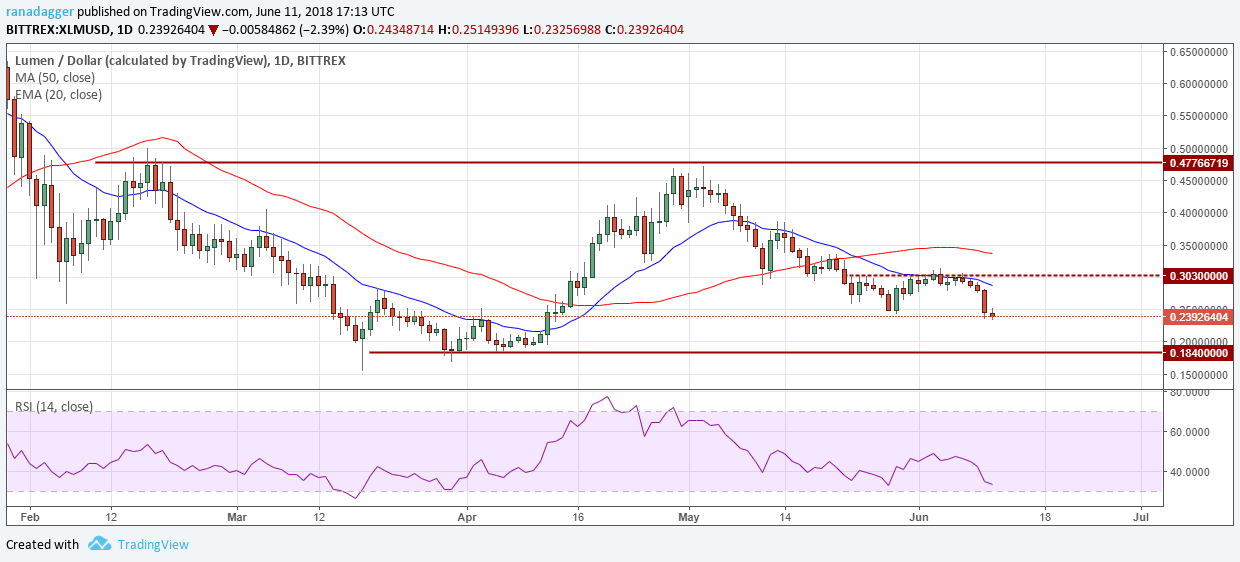 ranadagger published on TradingView.com, June 11, 2018 17:13 UTC
BITTREX:XLMUSD, 1D 0.23926404 ▼ −0.00584862 (−2.39%) O:0.24348714 H:0.25149396 L:0.23256988 C:0.23926404
Lumen / Dollar (calculated by TradingView), 1D, BITTREX
MA (50, close)
EMA (20, close)
0.65000000
0.60000000
0.55000000
0.50000000
0.47766719
0.45000000
0.40000000
0.35000000
0.30300000
0.25000000
0.23926404
0.20000000
0.18400000
0.15000000
RSI (14, close)
80.0000
60.0000
40.0000
Feb 12 Mar 12 Apr 16 May 14 Jun 18 Jul
Created with TradingView